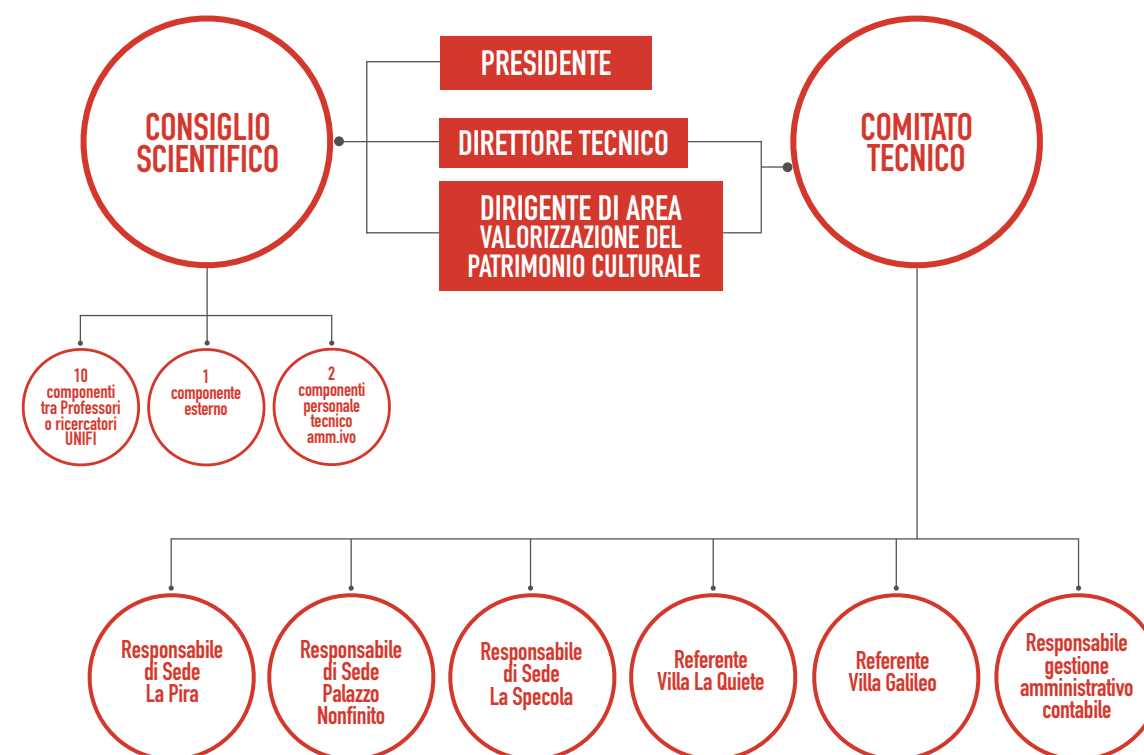 CONSIGLIO
SCIENTIFICO
PRESIDENTE
DIRETTORE TECNICO
DIRIGENTE DI AREA
VALORIZZAZIONE DEL
PATRIMONIO CULTURALE
COMITATO
TECNICO
10
componenti
tra Professori
o ricercatori
UNIFI
1
componente
esterno
2
componenti
personale
tecnico
amm.ivo
Responsabile
di Sede
La Pira
Responsabile
di Sede
Palazzo
Nonfinito
Responsabile
di Sede
La Specola
Referente
Villa La Quiete
Referente
Villa Galileo
Responsabile
gestione
amministrativo
contabile